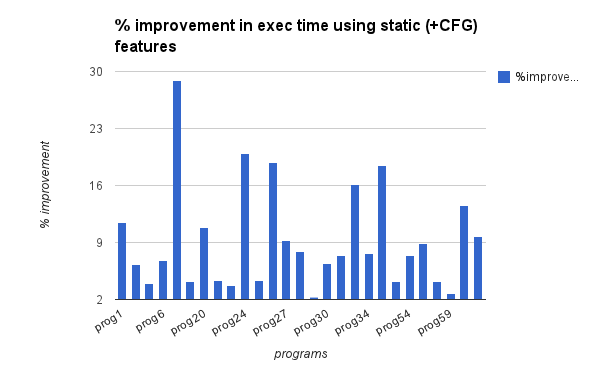 % improvement in exec time using static (+CFG)
features
%improve...
30
23
16
9
2
% improvement
prog1
prog6
prog20
prog24
prog27
prog30
prog34
prog54
prog59
programs